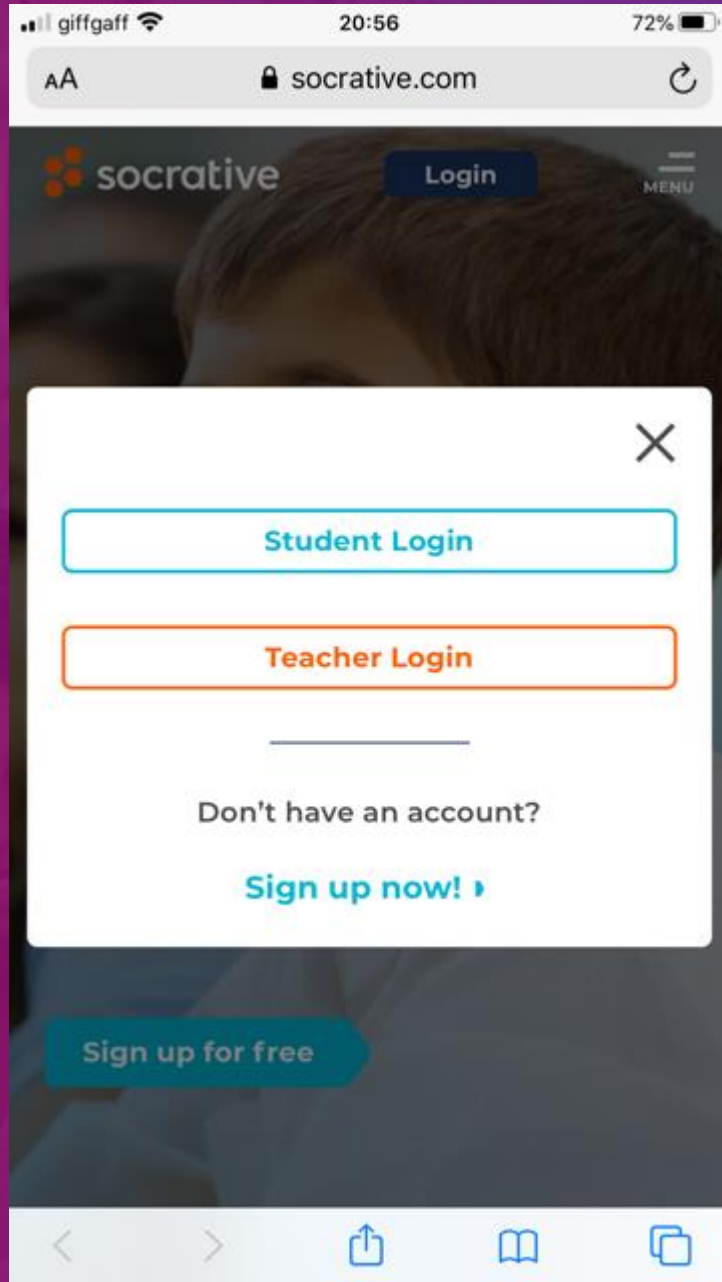 giffgaff 20:56 72%
AA socrative.com
socrative Login MENU
Student Login
Teacher Login
Don't have an account?
Sign up now!
Sign up for free